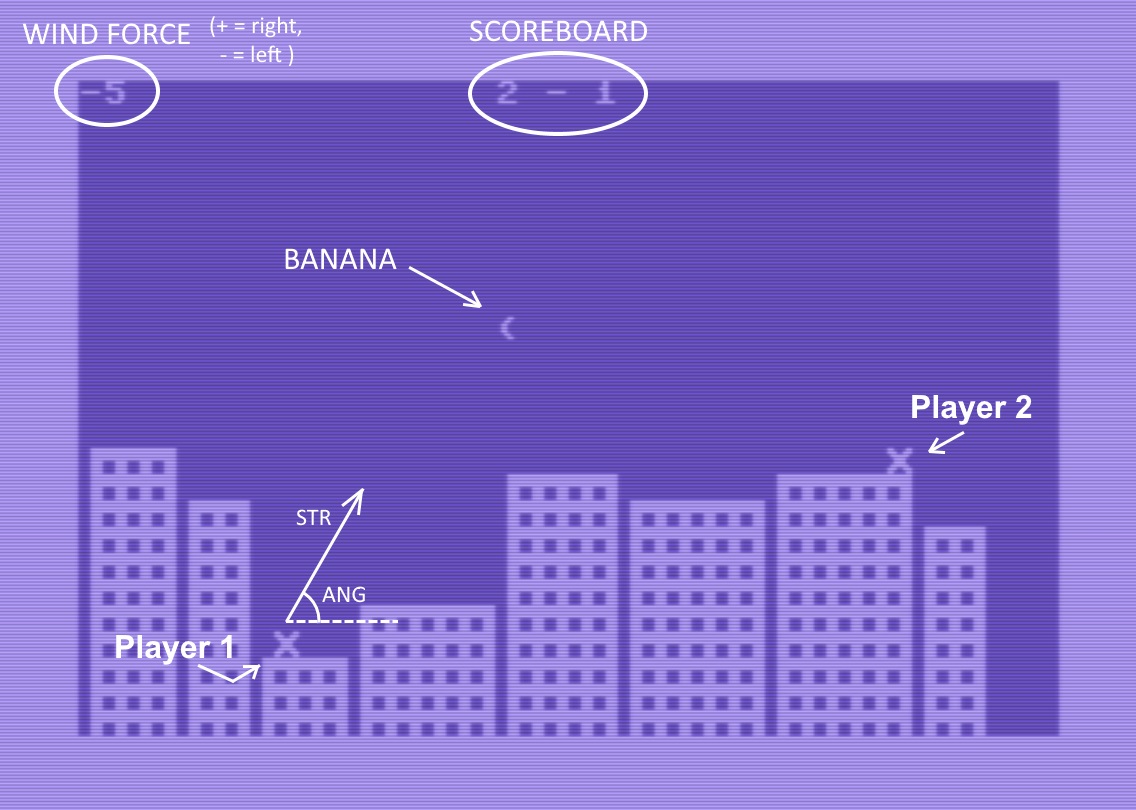 WIND FORCE (+ = right,
- = left )
SCOREBOARD
-5
2 - 1
BANANA
Player 2
STR
ANG
Player 1